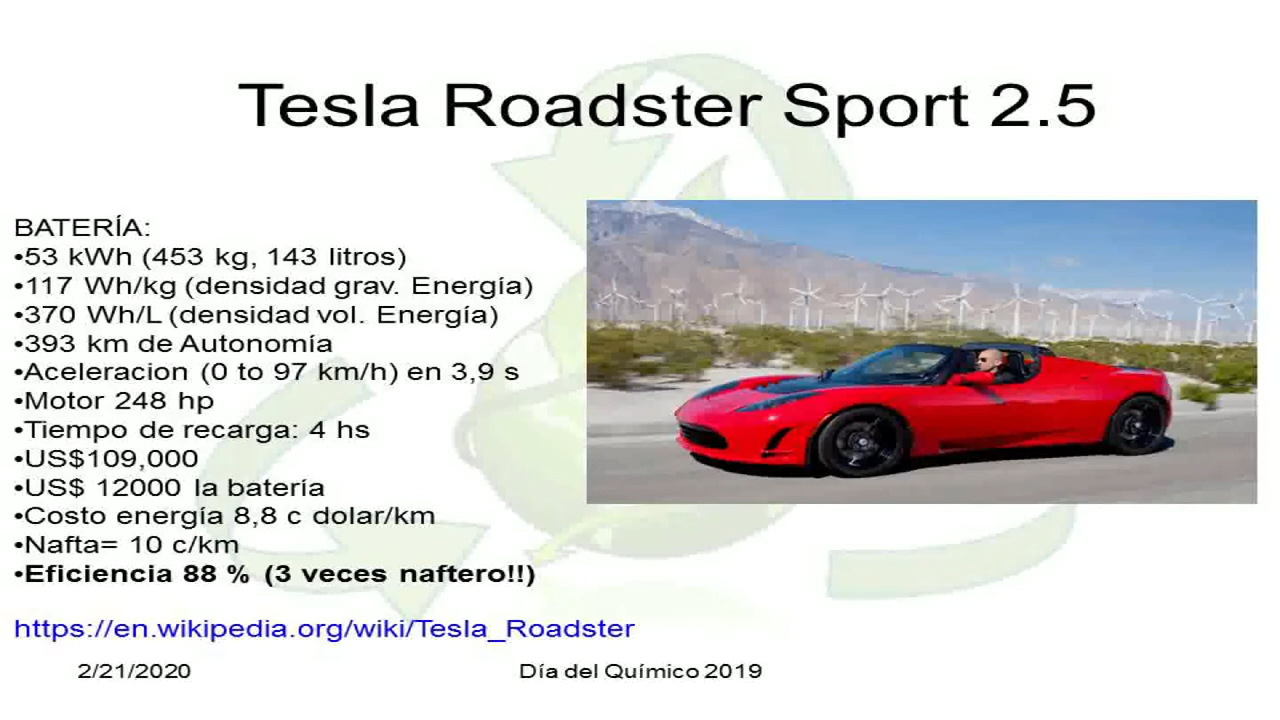 Tesla Roadster Sport 2.5
BATERÍA:
•53 kWh (453 kg, 143 litros)
•117 Wh/kg (densidad grav. Energía)
•370 Wh/L (densidad vol. Energía)
•393 km de Autonomía
•Aceleracion (0 to 97 km/h) en 3,9 s
•Motor 248 hp
•Tiempo de recarga: 4 hs
•US$109,000
•US$ 12000 la batería
•Costo energía 8,8 c dolar/km
•Nafta= 10 c/km
•Eficiencia 88 % (3 veces naftero!!)
https://en.wikipedia.org/wiki/Tesla_Roadster
2/21/2020
Día del Químico 2019